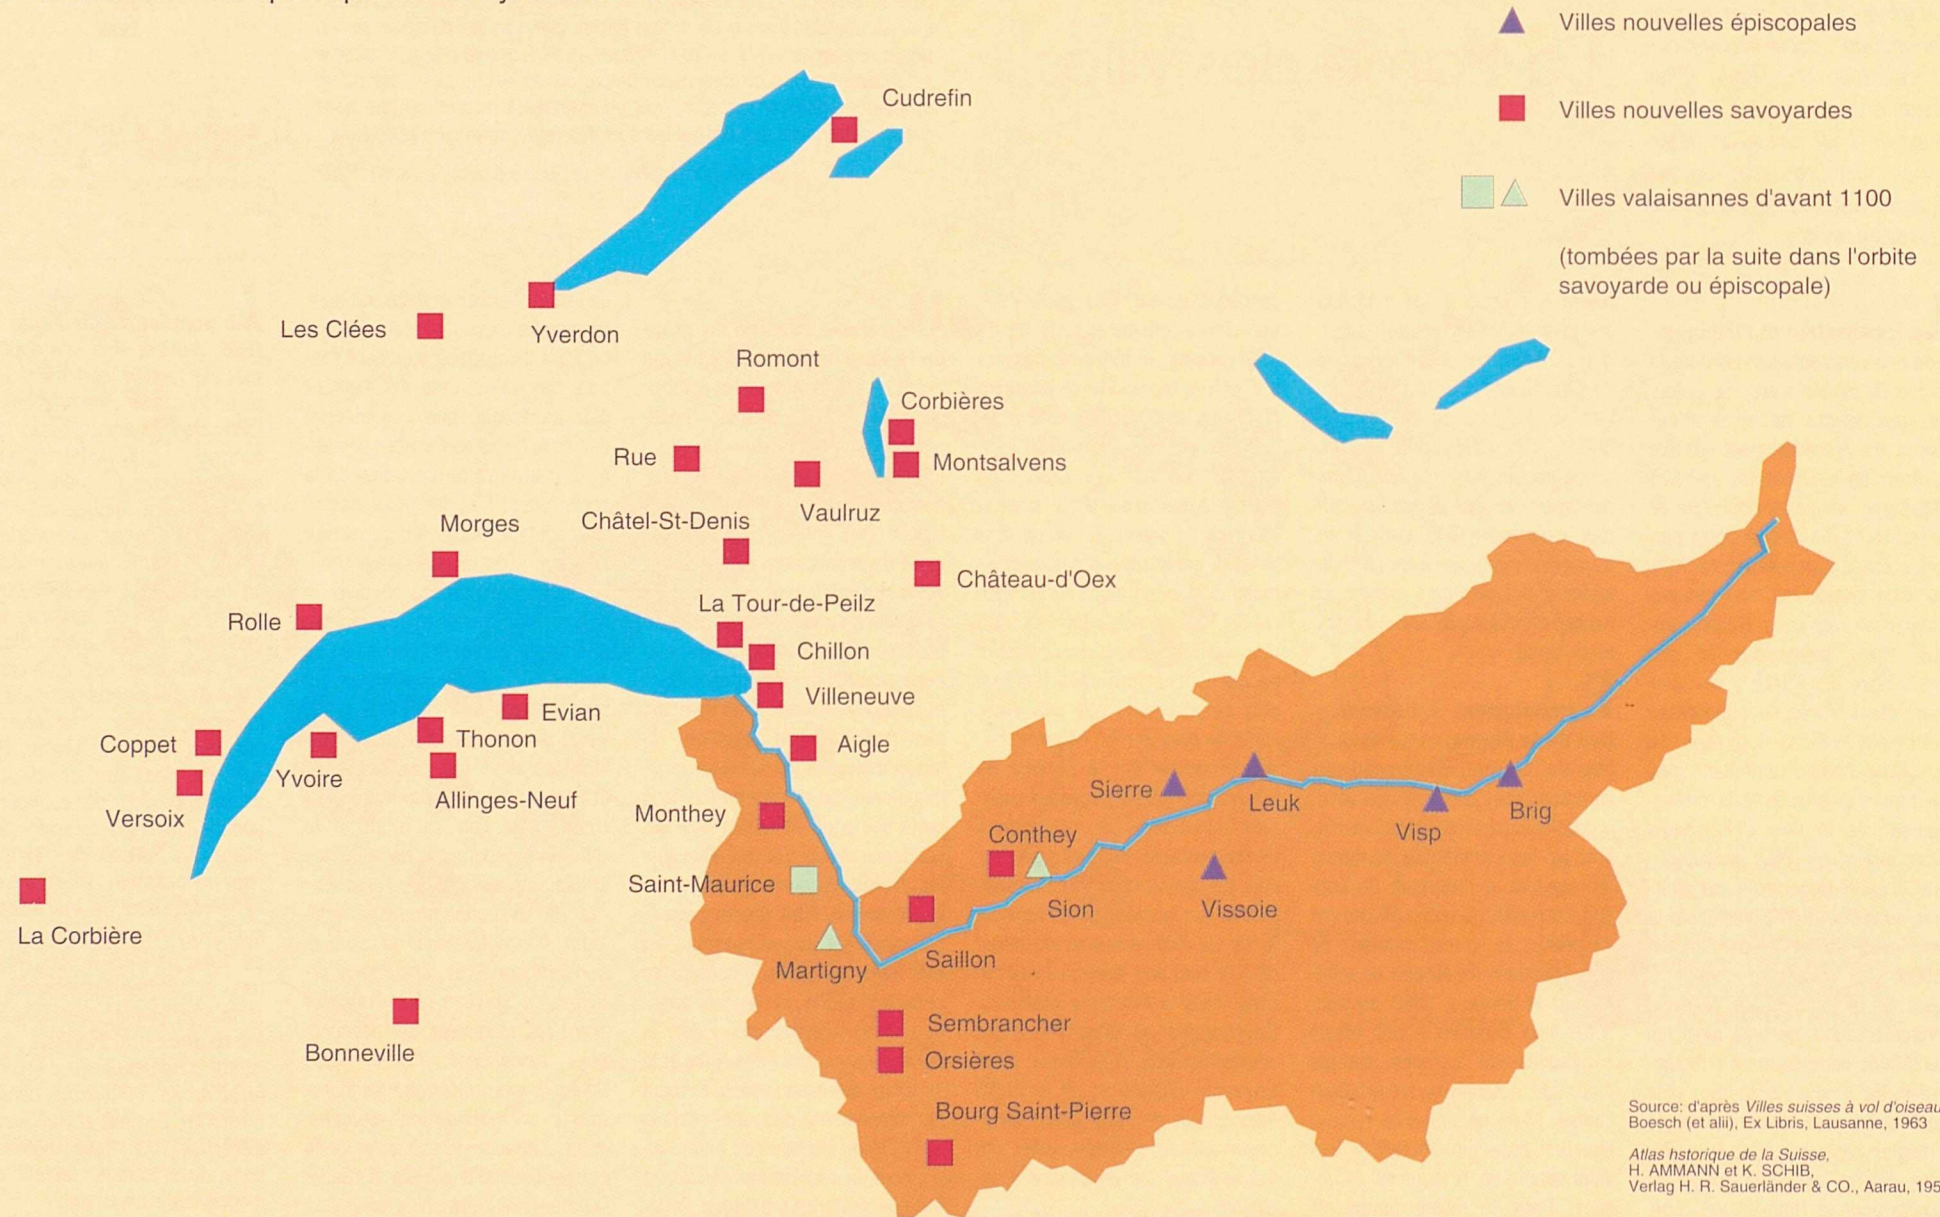 Villes nouvelles épiscopales
Villes nouvelles savoyardes
Villes valaisannes d'avant 1100
(tombées par la suite dans l'orbite
savoyarde ou épiscopale)
Cudrefin
Les Clées
Yverdon
Romont
Corbières
Rue
Montsalvens
Vaulruz
Morges
Châtel-St-Denis
Château-d'Oex
La Tour-de-Peilz
Rolle
Chillon
Villeneuve
Evian
Coppet
Thonon
Aigle
Yvoire
Allinges-Neuf
Versoix
Monthey
Sierre
Leuk
Brig
Visp
Conthey
Saint-Maurice
Sion
Vissoie
La Corbière
Martigny
Saillon
Sembrancher
Bonneville
Orsières
Bourg Saint-Pierre
Source: d'après Villes suisses à vol d'oiseau
Boesch (et alii), Ex Libris, Lausanne, 1963
Atlas hstorique de la Suisse,
H. AMMANN et K. SCHIB,
Verlag H. R. Sauerländer & CO., Aarau, 195